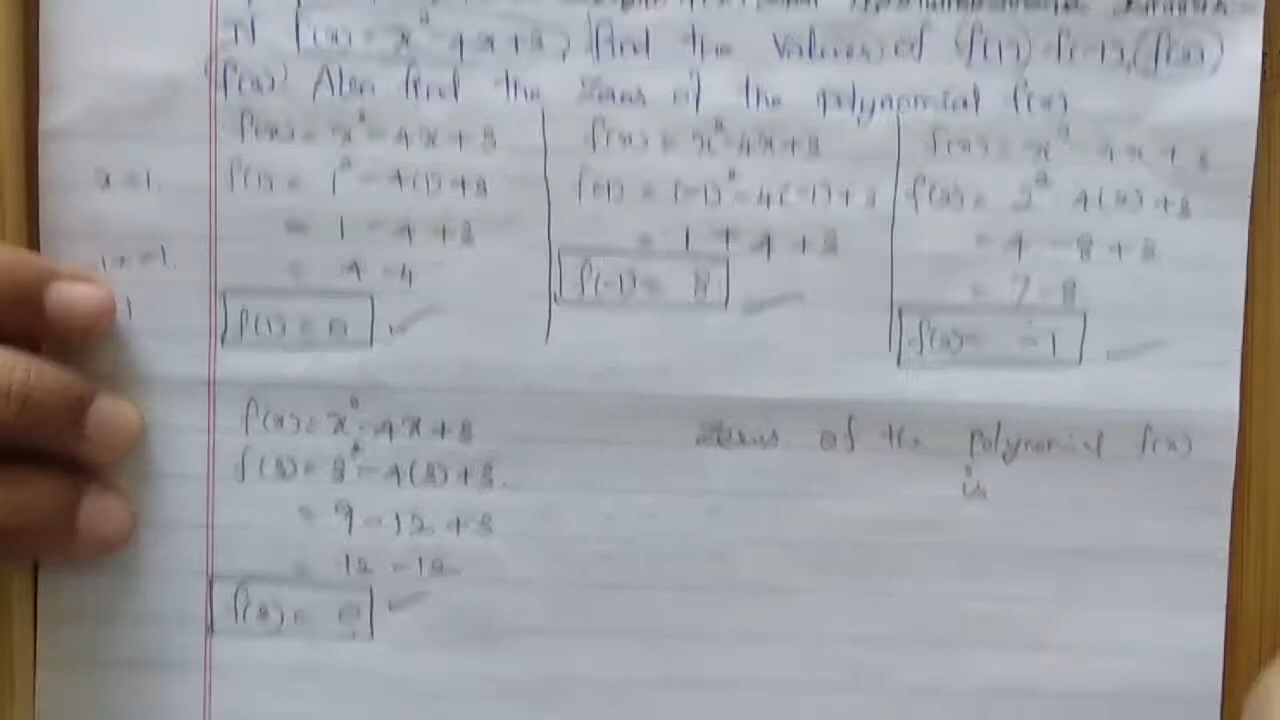 If f(x) = x² - 4x + 3, find the values of f(1), f(-1), f(2),
f(3). Also find the zeros of the polynomial f(x)
f(x) = x² - 4x + 3
x = 1. f(1) = 1² - 4(1) + 3
= 1 - 4 + 3
= 4 - 4
f(1) = 0
x = -1.
f(x) = x² - 4x + 3
f(-1) = (-1)² - 4(-1) + 3
= 1 + 4 + 3
f(-1) = 8
f(x) = x² - 4x + 3
f(2) = 2² - 4(2) + 3
= 4 - 8 + 3
= 7 - 8
f(2) = -1
f(x) = x² - 4x + 3
f(3) = 3² - 4(3) + 3.
= 9 - 12 + 3
= 12 - 12
f(3) = 0
Zeros of the polynomial f(x)
is